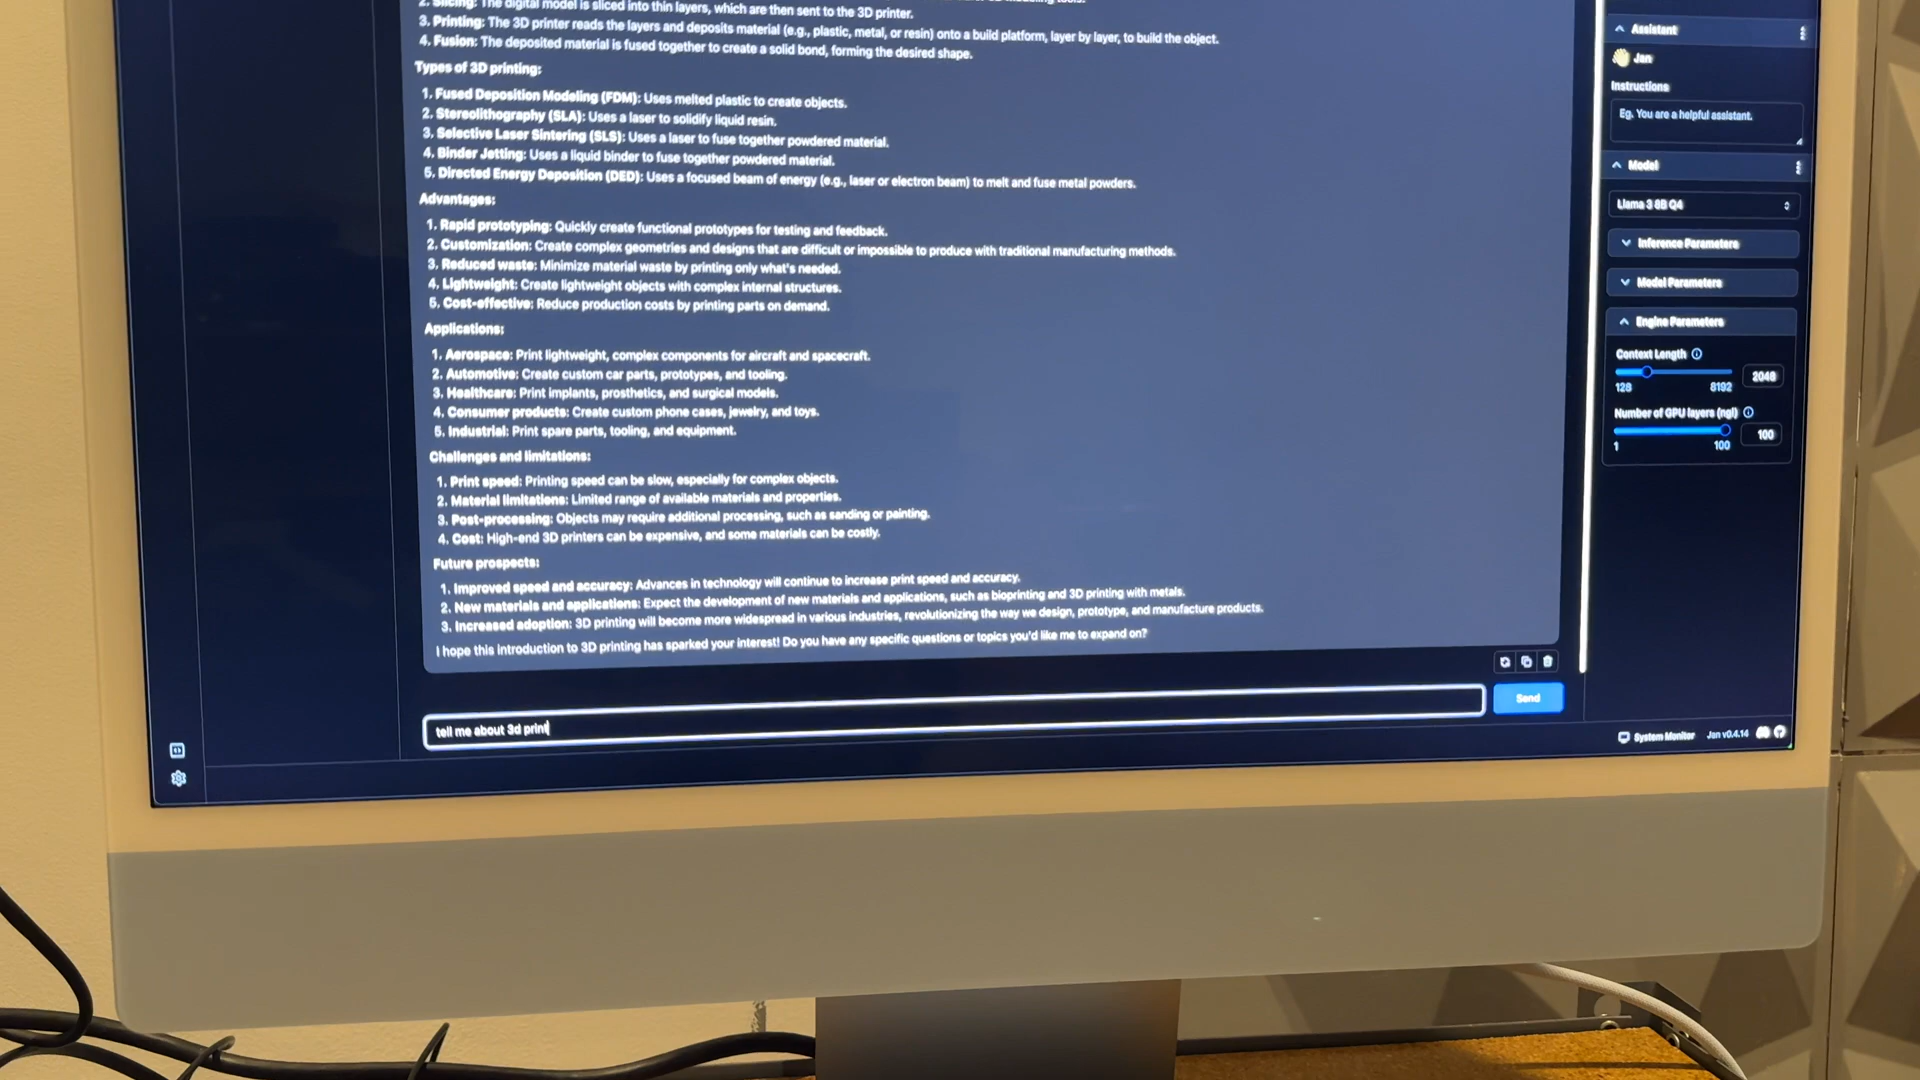 2. Slicing: The digital model is sliced into thin layers, which are then sent to the 3D printer.
3. Printing: The 3D printer reads the layers and deposits material (e.g., plastic, metal, or resin) onto a build platform, layer by layer, to build the object.
4. Fusion: The deposited material is fused together to create a solid bond, forming the desired shape.
Types of 3D printing:
1. Fused Deposition Modeling (FDM): Uses melted plastic to create objects.
2. Stereolithography (SLA): Uses a laser to solidify liquid resin.
3. Selective Laser Sintering (SLS): Uses a laser to fuse together powdered material.
4. Binder Jetting: Uses a liquid binder to fuse together powdered material.
5. Directed Energy Deposition (DED): Uses a focused beam of energy (e.g., laser or electron beam) to melt and fuse metal powders.
Advantages:
1. Rapid prototyping: Quickly create functional prototypes for testing and feedback.
2. Customization: Create complex geometries and designs that are difficult or impossible to produce with traditional manufacturing methods.
3. Reduced waste: Minimize material waste by printing only what's needed.
4. Lightweight: Create lightweight objects with complex internal structures.
5. Cost-effective: Reduce production costs by printing parts on demand.
Applications:
1. Aerospace: Print lightweight, complex components for aircraft and spacecraft.
2. Automotive: Create custom car parts, prototypes, and tooling.
3. Healthcare: Print implants, prosthetics, and surgical models.
4. Consumer products: Create custom phone cases, jewelry, and toys.
5. Industrial: Print spare parts, tooling, and equipment.
Challenges and limitations:
1. Print speed: Printing speed can be slow, especially for complex objects.
2. Material limitations: Limited range of available materials and properties.
3. Post-processing: Objects may require additional processing, such as sanding or painting.
4. Cost: High-end 3D printers can be expensive, and some materials can be costly.
Future prospects:
1. Improved speed and accuracy: Advances in technology will continue to increase print speed and accuracy.
2. New materials and applications: Expect the development of new materials and applications, such as bioprinting and 3D printing with metals.
3. Increased adoption: 3D printing will become more widespread in various industries, revolutionizing the way we design, prototype, and manufacture products.
I hope this introduction to 3D printing has sparked your interest! Do you have any specific questions or topics you'd like me to expand on?
tell me about 3d print
Send
Assistant
Jan
Instructions
Eg. You are a helpful assistant.
Model
Llama 3 8B Q4
Inference Parameters
Model Parameters
Engine Parameters
Context Length
2048
128 8192
Number of GPU layers (ngl)
100
1 100
System Monitor Jan v0.4.14